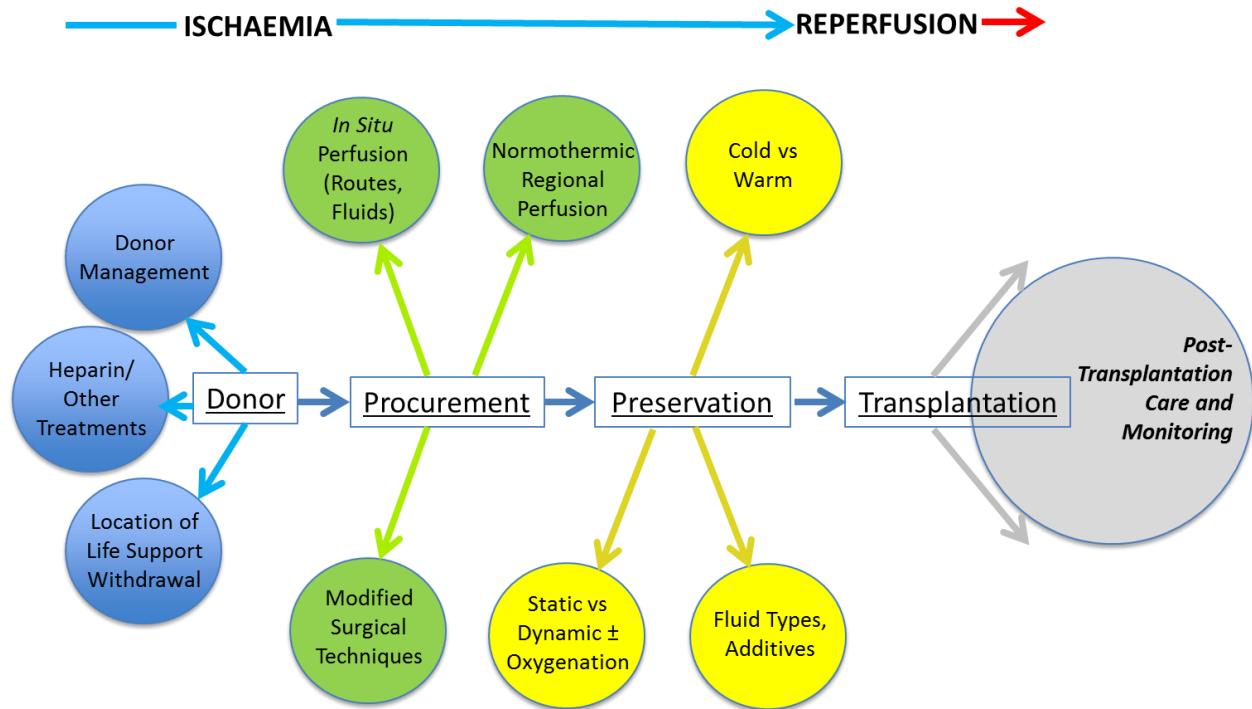 ISCHAEMIA
REPERFUSION
In Situ
Perfusion
(Routes,
Fluids)
Normothermic
Regional
Perfusion
Cold vs
Warm
Donor
Management
Heparin/
Other
Treatments
Location of
Life Support
Withdrawal
Donor
Procurement
Preservation
Transplantation
Post-
Transplantation
Care and
Monitoring
Modified
Surgical
Techniques
Static vs
Dynamic ±
Oxygenation
Fluid Types,
Additives